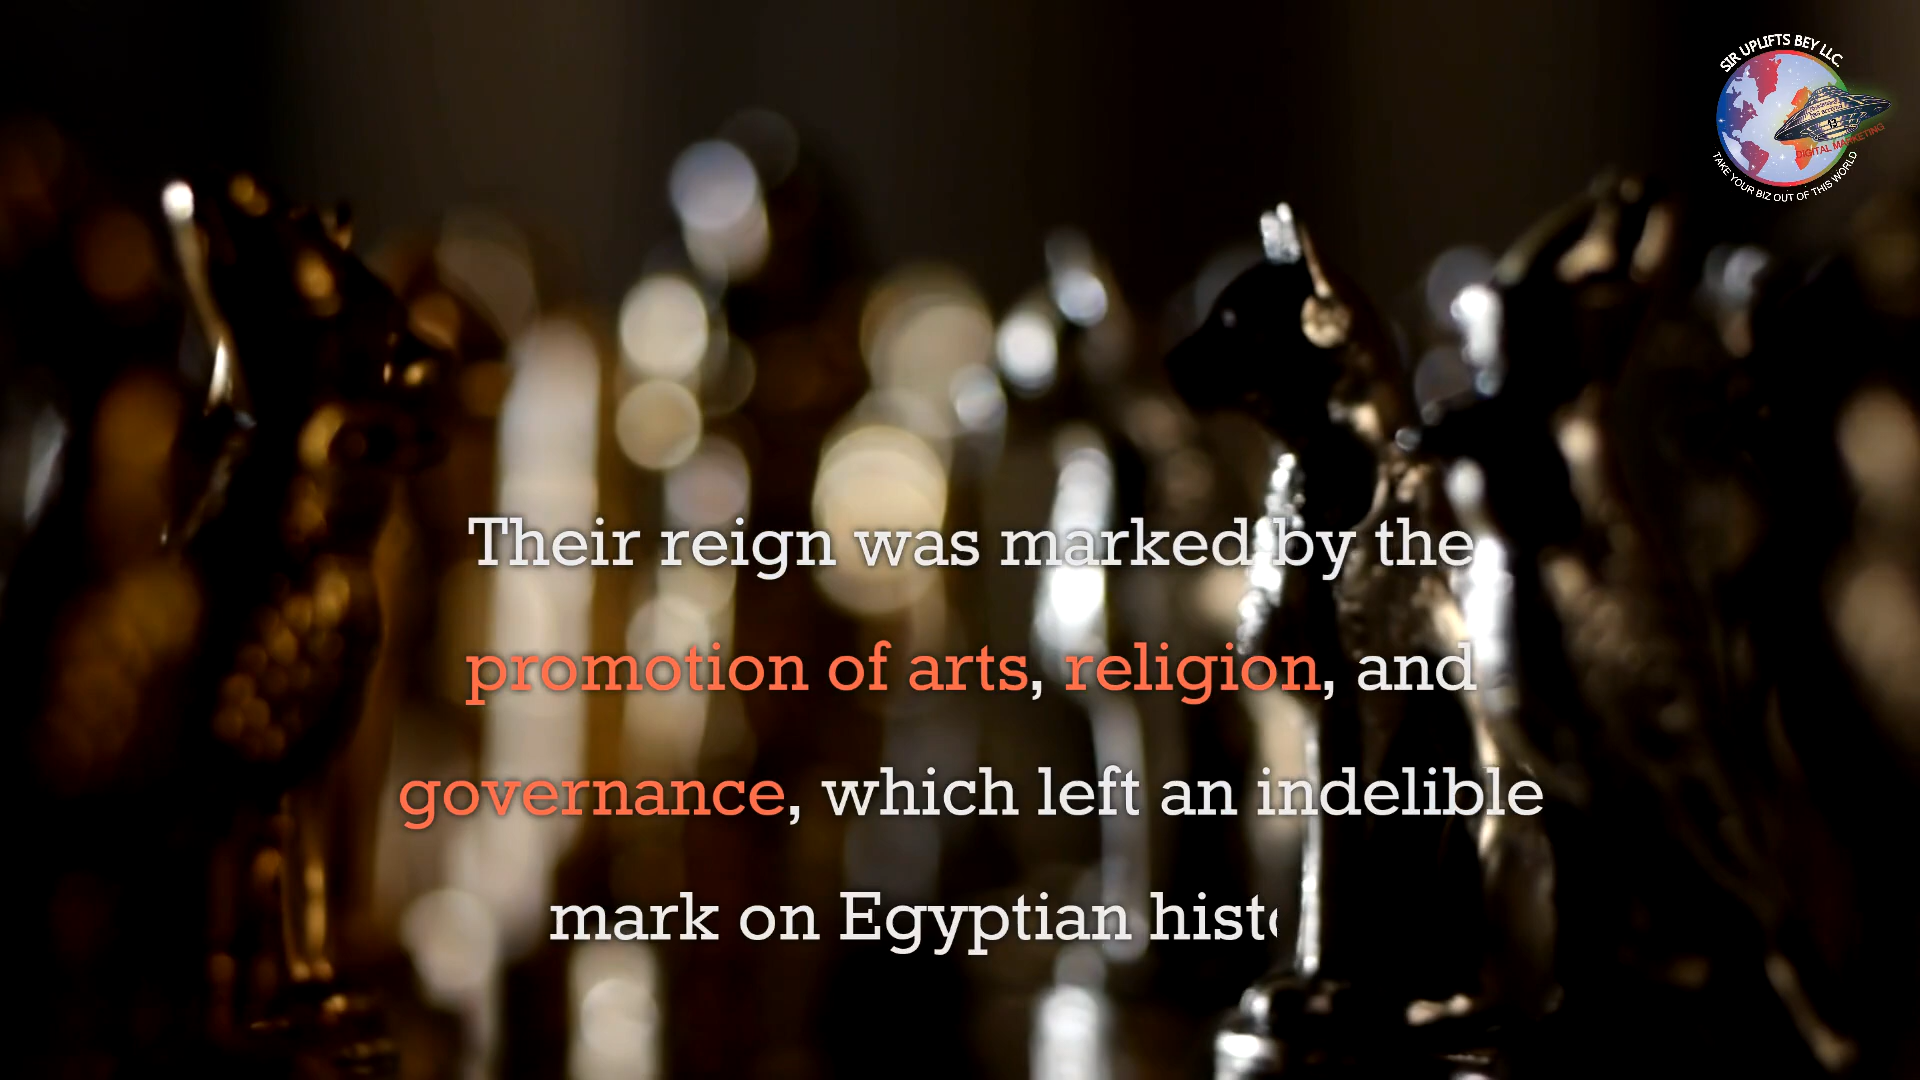 SIR UPLIFTS BEY LLC.
DIGITAL MARKETING
TAKE YOUR BIZ OUT OF THIS WORLD
Their reign was marked by the
promotion of arts, religion, and
governance, which left an indelible
mark on Egyptian histo